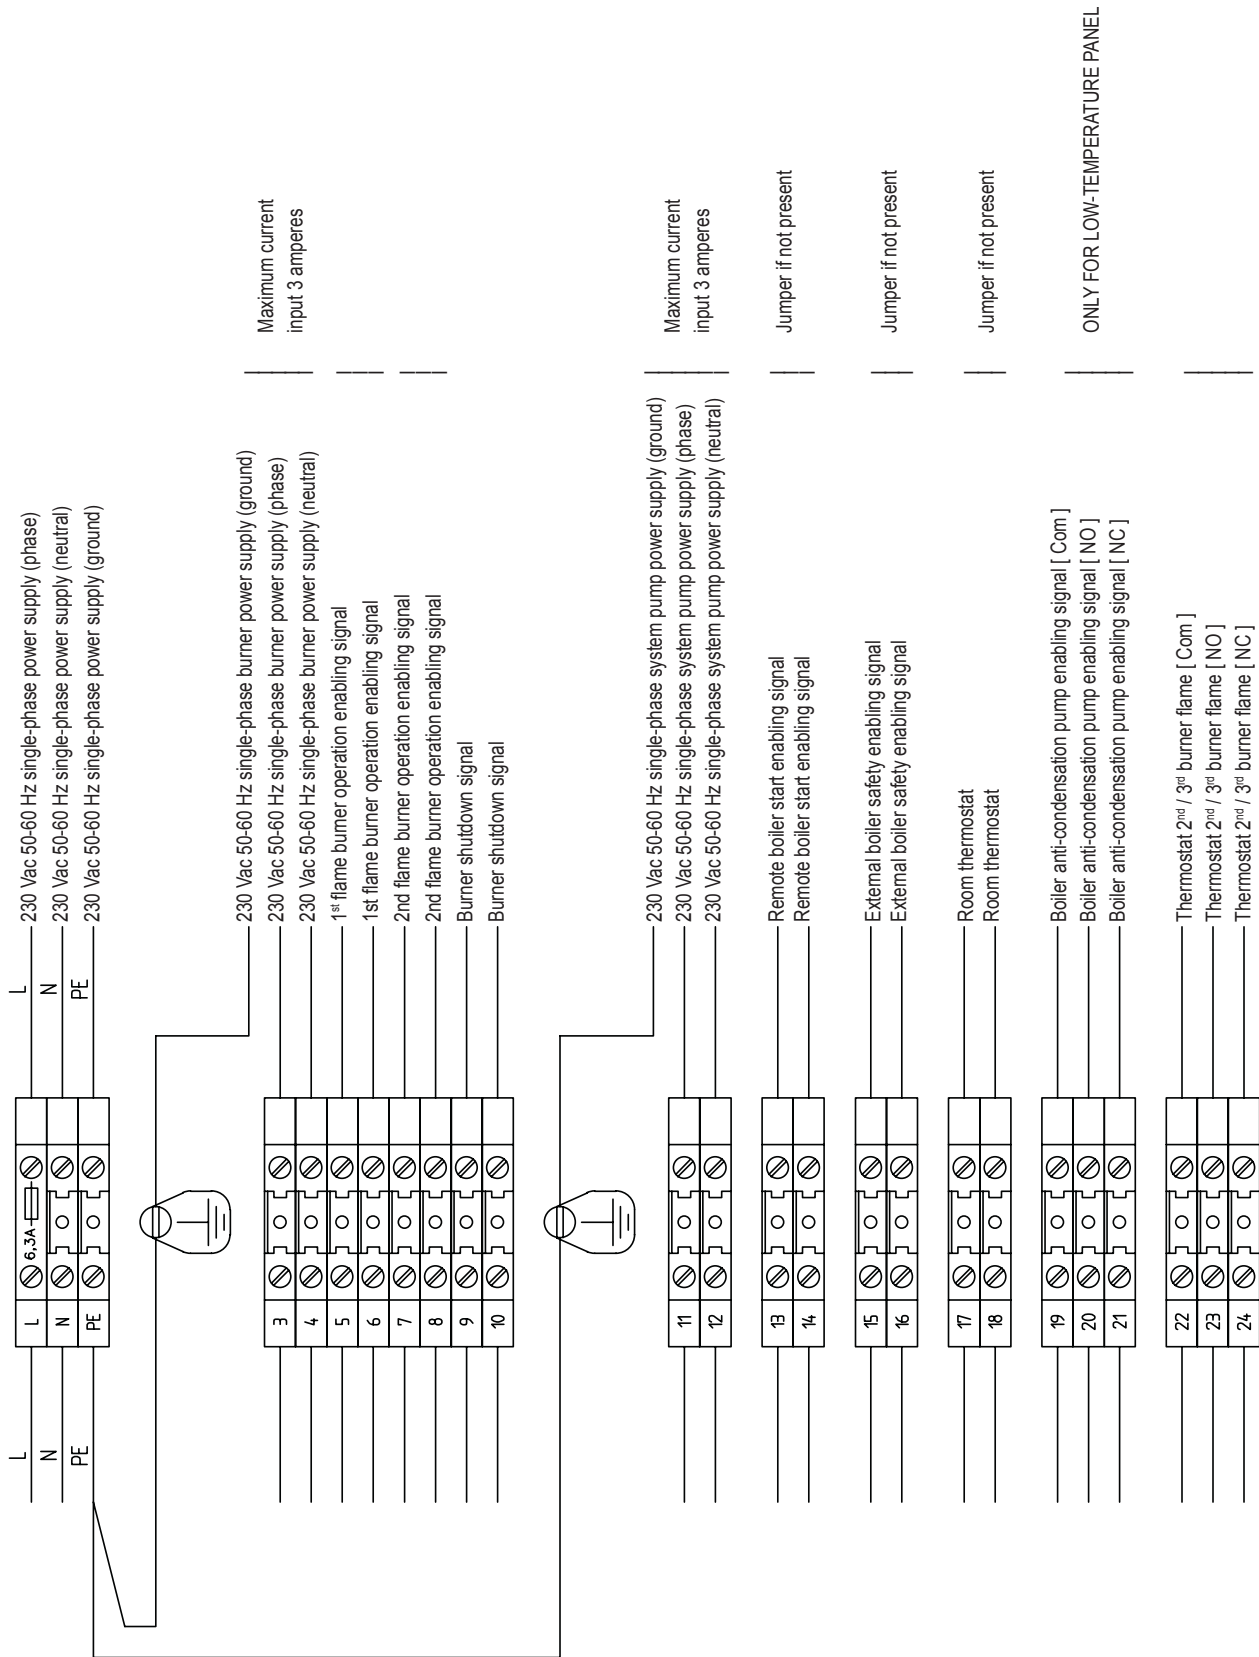 L
N
PE
L 6,3A
N
PE
L
N
PE
230 Vac 50-60 Hz single-phase power supply (phase)
230 Vac 50-60 Hz single-phase power supply (neutral)
230 Vac 50-60 Hz single-phase power supply (ground)
230 Vac 50-60 Hz single-phase burner power supply (ground)
3 230 Vac 50-60 Hz single-phase burner power supply (phase)
4 230 Vac 50-60 Hz single-phase burner power supply (neutral)
5 1st flame burner operation enabling signal
6 1st flame burner operation enabling signal
7 2nd flame burner operation enabling signal
8 2nd flame burner operation enabling signal
9 Burner shutdown signal
10 Burner shutdown signal
Maximum current
input 3 amperes
230 Vac 50-60 Hz single-phase system pump power supply (ground)
11 230 Vac 50-60 Hz single-phase system pump power supply (phase)
12 230 Vac 50-60 Hz single-phase system pump power supply (neutral)
Maximum current
input 3 amperes
13 Remote boiler start enabling signal
14 Remote boiler start enabling signal
Jumper if not present
15 External boiler safety enabling signal
16 External boiler safety enabling signal
Jumper if not present
17 Room thermostat
18 Room thermostat
Jumper if not present
19 Boiler anti-condensation pump enabling signal [ Com ]
20 Boiler anti-condensation pump enabling signal [ NO ]
21 Boiler anti-condensation pump enabling signal [ NC ]
ONLY FOR LOW-TEMPERATURE PANEL
22 Thermostat 2nd / 3rd burner flame [ Com ]
23 Thermostat 2nd / 3rd burner flame [ NO ]
24 Thermostat 2nd / 3rd burner flame [ NC ]